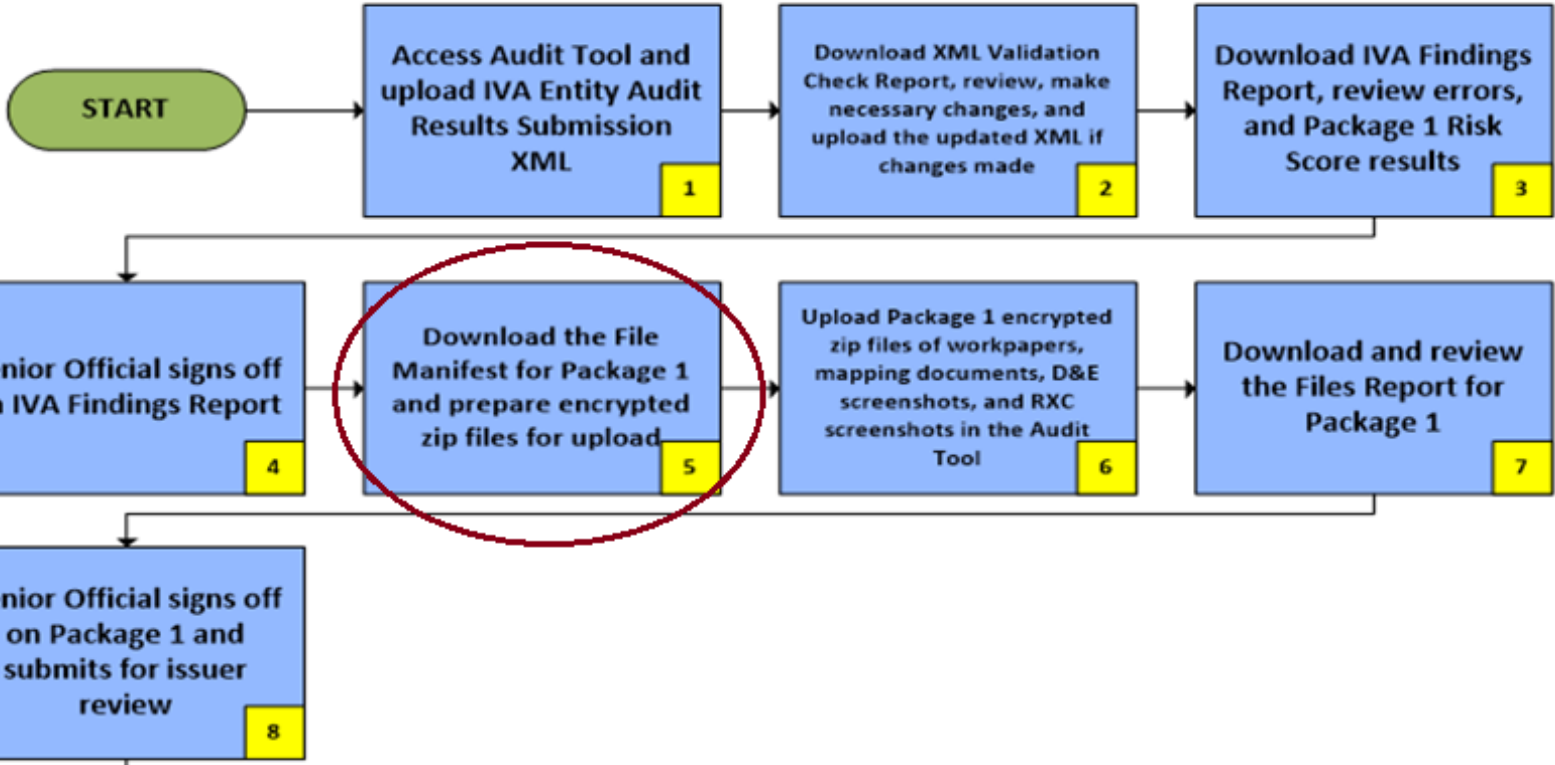 START
Access Audit Tool and
upload IVA Entity Audit
Results Submission
XML
1
Download XML Validation
Check Report, review, make
necessary changes, and
upload the updated XML if
changes made
2
Download IVA Findings
Report, review errors,
and Package 1 Risk
Score results
3
nior Official signs off
IVA Findings Report
4
Download the File
Manifest for Package 1
and prepare encrypted
zip files for upload
5
Upload Package 1 encrypted
zip files of workpapers,
mapping documents, D&E
screenshots, and RXC
screenshots in the Audit
Tool
6
Download and review
the Files Report for
Package 1
7
nior Official signs off
on Package 1 and
submits for issuer
review
8